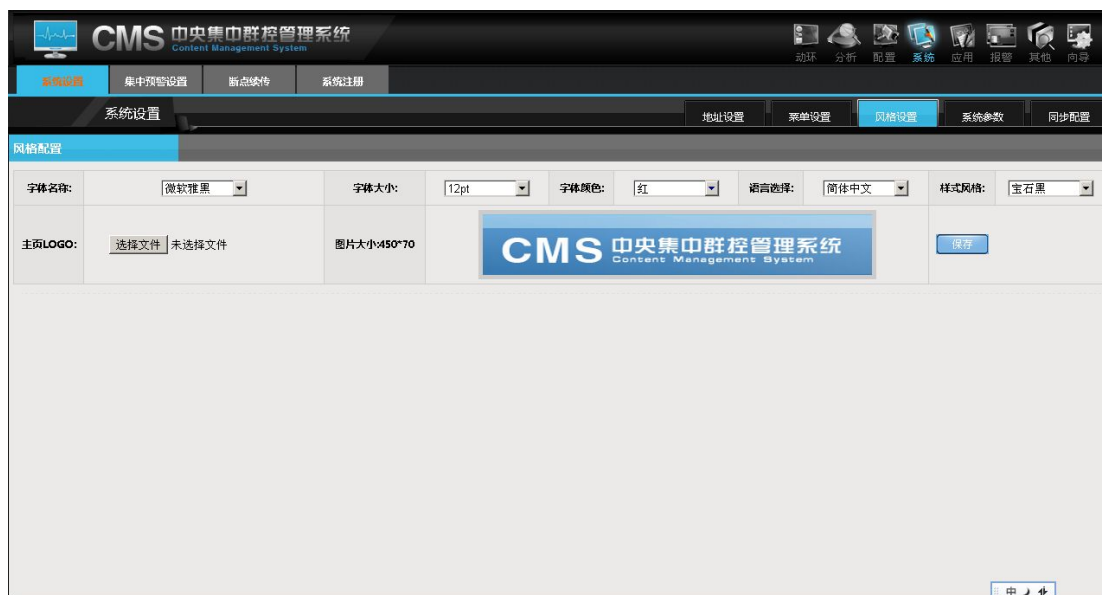 CMS 中央集中群控管理系统
Content Management System
动环 分析 配置 系统 应用 报警 其他 向导
系统设置 集中预警设置 断点续传 系统注册
系统设置 地址设置 菜单设置 风格设置 系统参数 同步配置
风格配置
字体名称: 微软雅黑 字体大小: 12pt 字体颜色: 红 语言选择: 简体中文 样式风格: 宝石黑
主页LOGO: 选择文件 未选择文件 图片大小:450*70 CMS 中央集中群控管理系统 保存
Content Management System
中